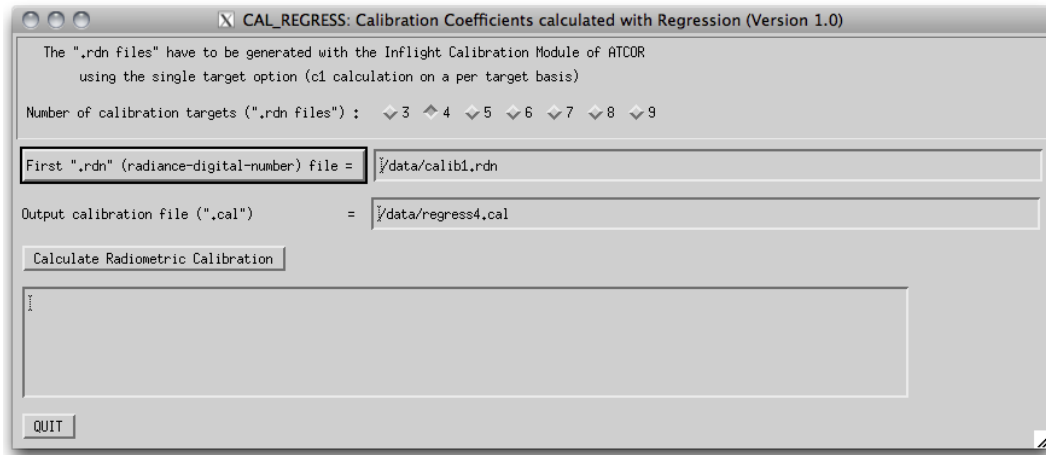 X CAL_REGRESS: Calibration Coefficients calculated with Regression (Version 1.0)
The ".rdn files" have to be generated with the Inflight Calibration Module of ATCOR
using the single target option (c1 calculation on a per target basis)
Number of calibration targets (".rdn files") : 3 4 5 6 7 8 9
First ".rdn" (radiance-digital-number) file = /data/calib1.rdn
Output calibration file (".cal") = /data/regress4.cal
Calculate Radiometric Calibration
QUIT